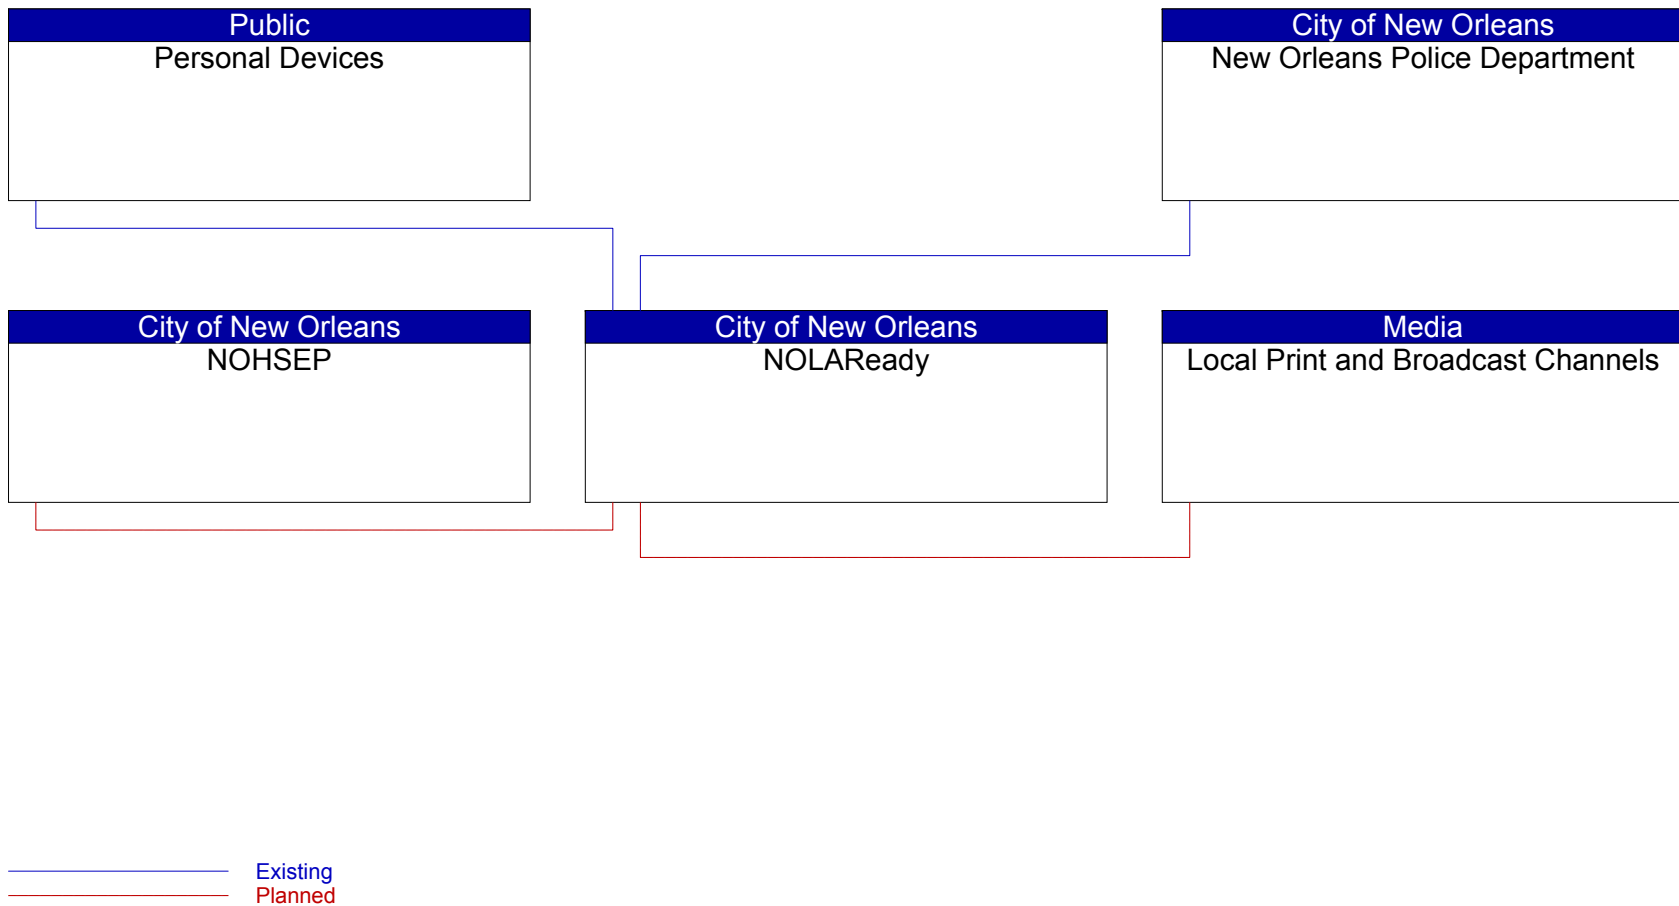 Public
Personal Devices
City of New Orleans
New Orleans Police Department
City of New Orleans
NOHSEP
City of New Orleans
NOLAReady
Media
Local Print and Broadcast Channels
Existing
Planned